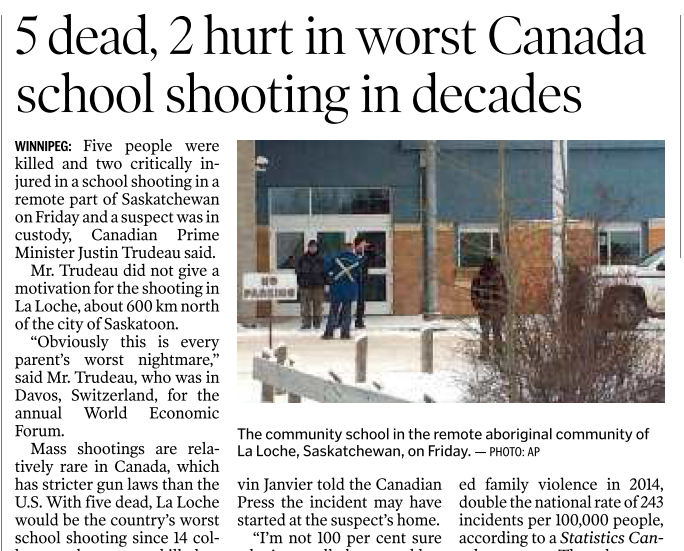 5 dead, 2 hurt in worst Canada
school shooting in decades
WINNIPEG: Five people were
killed and two critically in-
jured in a school shooting in a
remote part of Saskatchewan
on Friday and a suspect was in
custody, Canadian Prime
Minister Justin Trudeau said.
Mr. Trudeau did not give a
motivation for the shooting in
La Loche, about 600 km north
of the city of Saskatoon.
“Obviously this is every
parent’s worst nightmare,”
said Mr. Trudeau, who was in
Davos, Switzerland, for the
annual World Economic
Forum.
Mass shootings are rela-
tively rare in Canada, which
has stricter gun laws than the
U.S. With five dead, La Loche
would be the country’s worst
school shooting since 14 col-
NO
PARKING
The community school in the remote aboriginal community of
La Loche, Saskatchewan, on Friday. — PHOTO: AP
vin Janvier told the Canadian
Press the incident may have
started at the suspect’s home.
“I’m not 100 per cent sure
ed family violence in 2014,
double the national rate of 243
incidents per 100,000 people,
according to a Statistics Can-